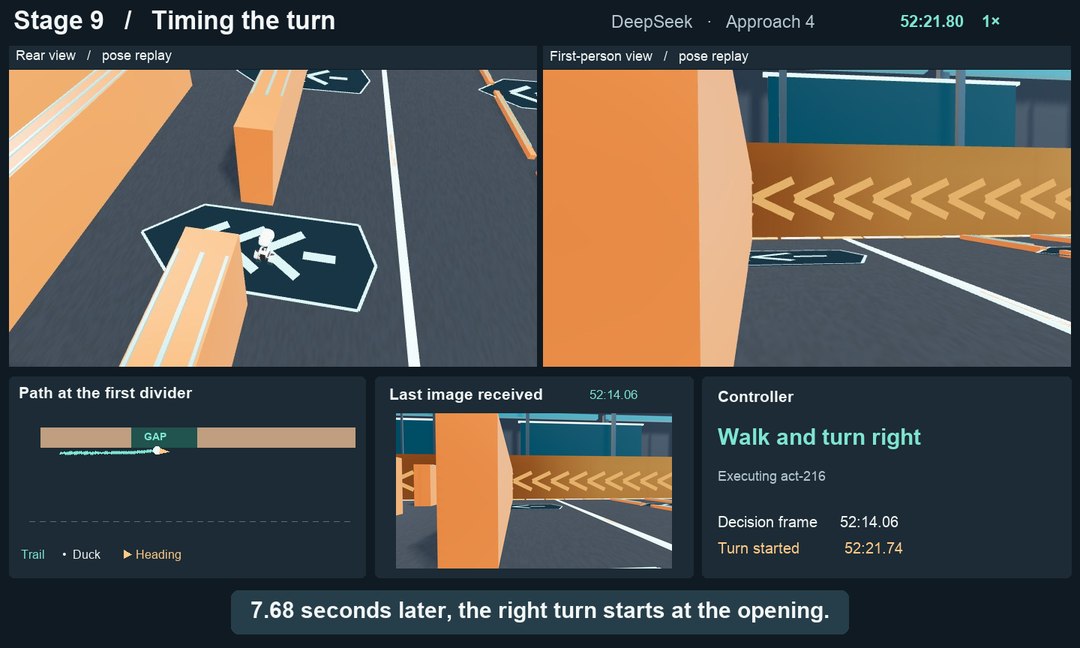 Stage 9 / Timing the turn
DeepSeek · Approach 4
52:21.80 1×
Rear view / pose replay
First-person view / pose replay
Path at the first divider
GAP
Trail • Duck ▶ Heading
Last image received 52:14.06
Controller
Walk and turn right
Executing act-216
Decision frame 52:14.06
Turn started 52:21.74
7.68 seconds later, the right turn starts at the opening.